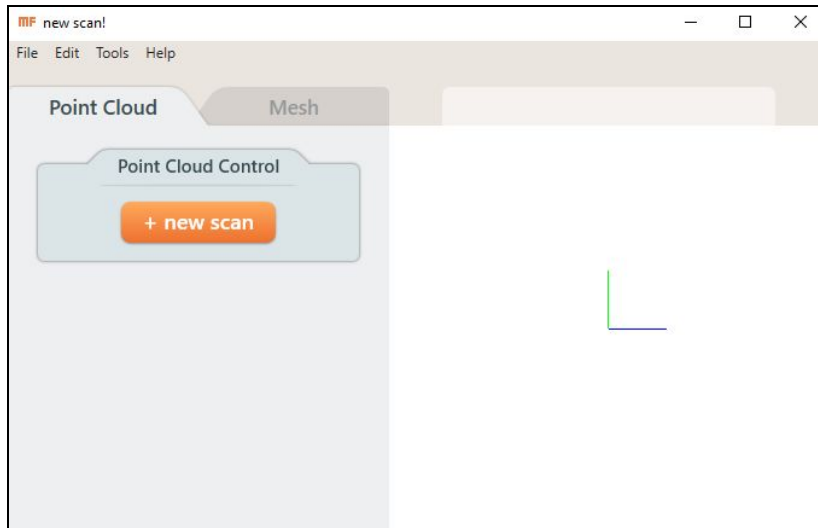 MF new scan!
File Edit Tools Help
Point Cloud Mesh
Point Cloud Control
+ new scan